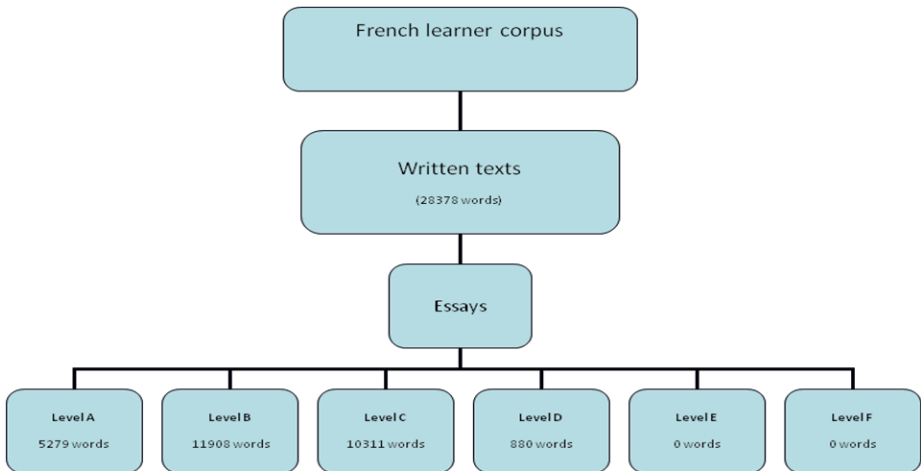 French learner corpus
Written texts
(28378 words)
Essays
Level A
5279 words
Level B
11908 words
Level C
10311 words
Level D
880 words
Level E
0 words
Level F
0 words